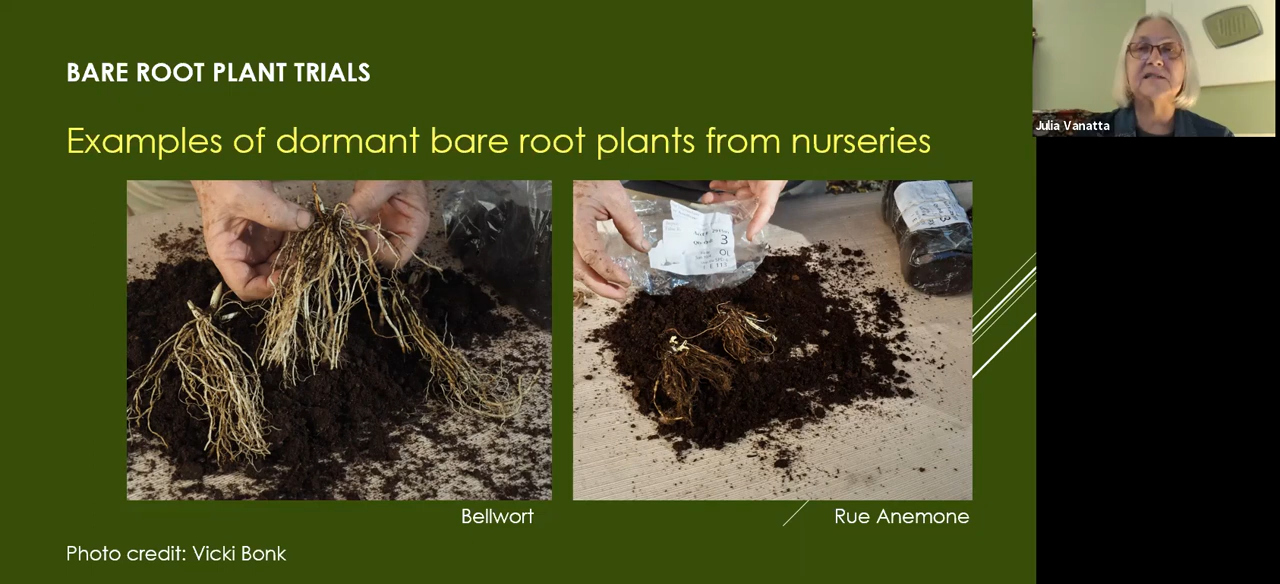 BARE ROOT PLANT TRIALS
Examples of dormant bare root plants from nurseries
Julia Vanatta
3
Bellwort
Rue Anemone
Photo credit: Vicki Bonk